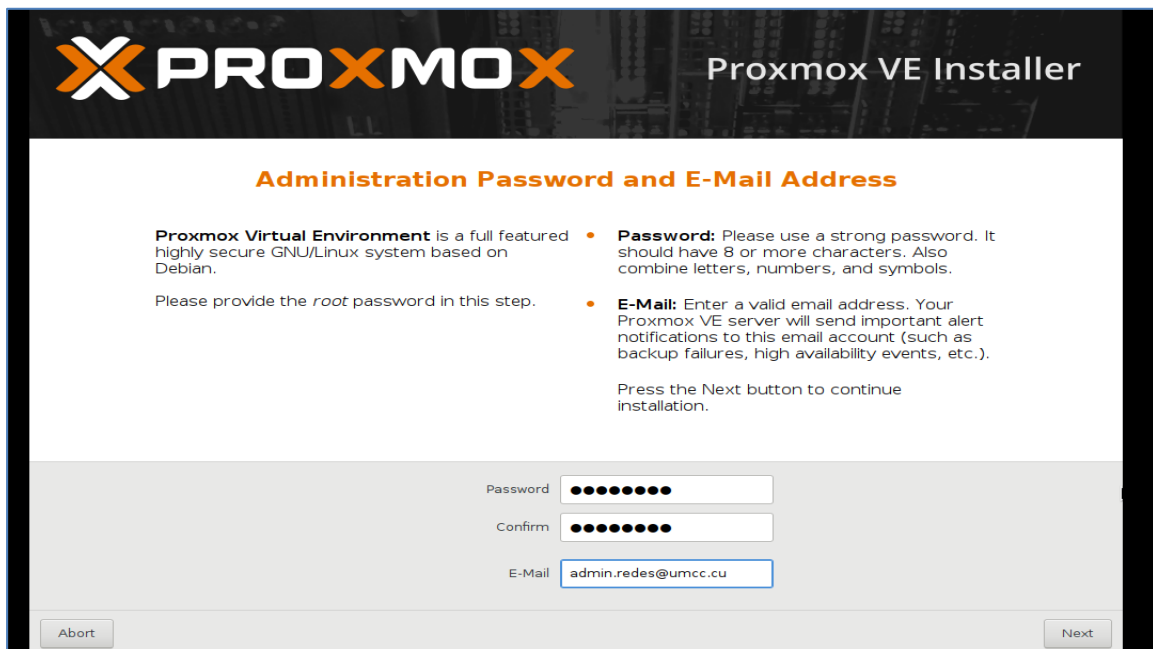 PROXMOX
Proxmox VE Installer
Administration Password and E-Mail Address
Proxmox Virtual Environment is a full featured
highly secure GNU/Linux system based on
Debian.
Please provide the root password in this step.
• Password: Please use a strong password. It
should have 8 or more characters. Also
combine letters, numbers, and symbols.
• E-Mail: Enter a valid email address. Your
Proxmox VE server will send important alert
notifications to this email account (such as
backup failures, high availability events, etc.).
Press the Next button to continue
installation.
Password ●●●●●●●●
Confirm ●●●●●●●●
E-Mail admin.redes@umcc.cu
Abort
Next